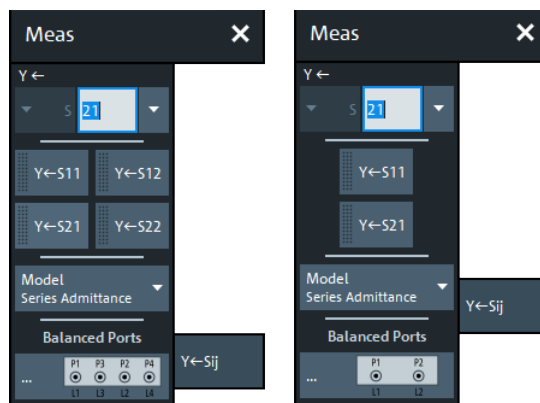 Meas
Y ←
S 21
Y←S11 Y←S12
Y←S21 Y←S22
Model
Series Admittance
Balanced Ports
... P1 P3 P2 P4
L1 L3 L2 L4
Y←Sij
Meas
Y ←
S 21
Y←S11
Y←S21
Model
Series Admittance
Balanced Ports
... P1 P2
L1 L2
Y←Sij